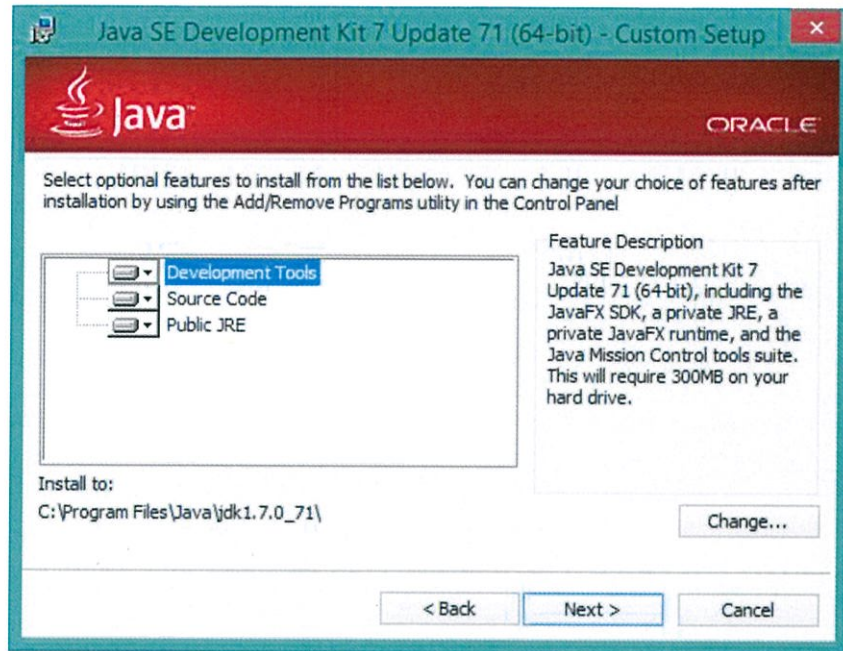 Java SE Development Kit 7 Update 71 (64-bit) - Custom Setup
Java™
ORACLE
Select optional features to install from the list below. You can change your choice of features after
installation by using the Add/Remove Programs utility in the Control Panel
Development Tools
Source Code
Public JRE
Feature Description
Java SE Development Kit 7
Update 71 (64-bit), including the
JavaFX SDK, a private JRE, a
private JavaFX runtime, and the
Java Mission Control tools suite.
This will require 300MB on your
hard drive.
Install to:
C:\Program Files\Java\jdk1.7.0_71\
Change...
< Back
Next >
Cancel